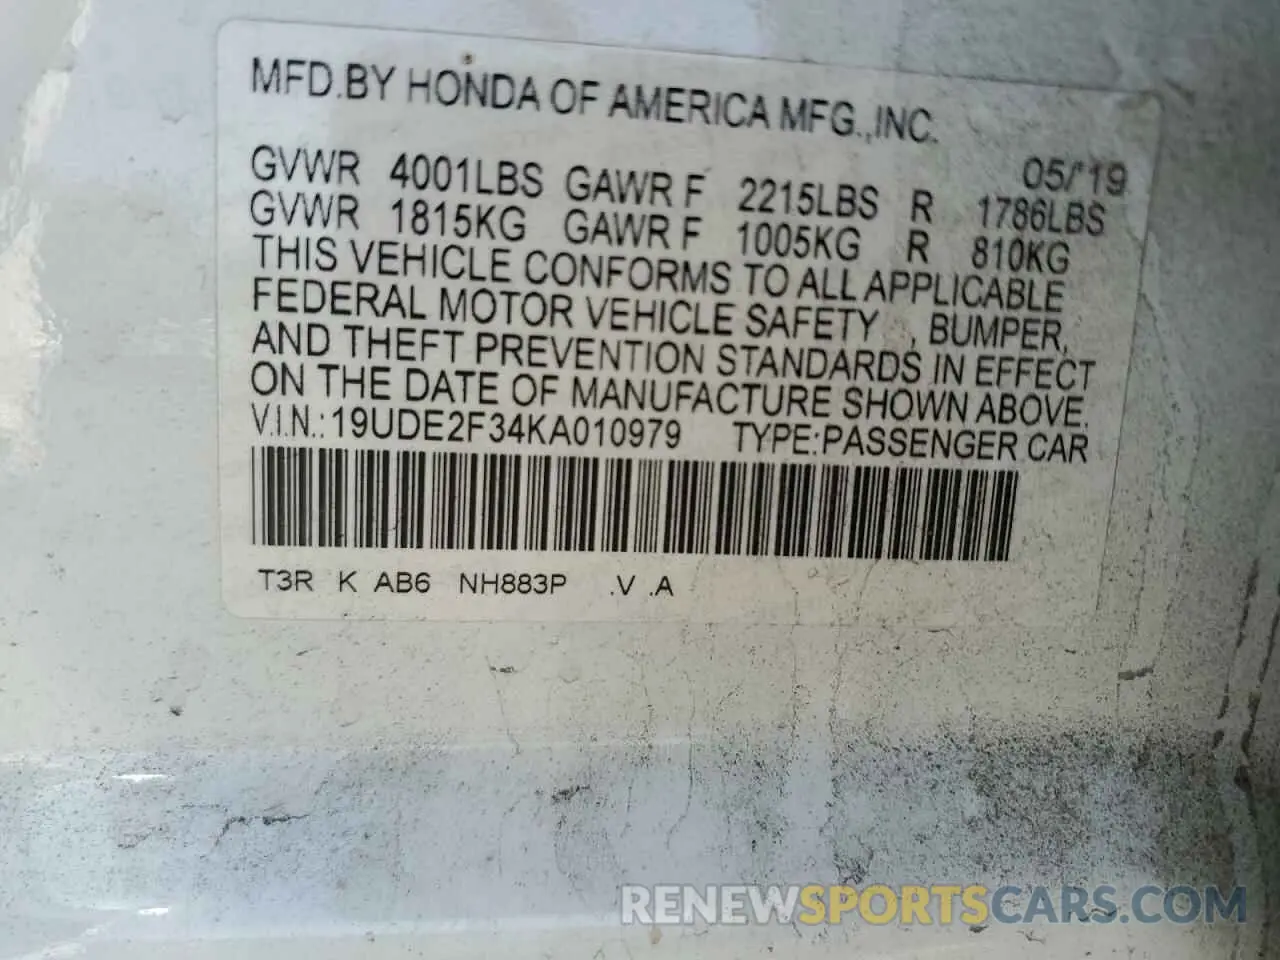 MFD.BY HONDA OF AMERICA MFG.,INC.
05/'19
GVWR 4001LBS GAWR F 2215LBS R 1786LBS
GVWR 1815KG GAWR F 1005KG R 810KG
THIS VEHICLE CONFORMS TO ALL APPLICABLE
FEDERAL MOTOR VEHICLE SAFETY , BUMPER,
AND THEFT PREVENTION STANDARDS IN EFFECT
ON THE DATE OF MANUFACTURE SHOWN ABOVE.
V.I.N.:19UDE2F34KA010979 TYPE:PASSENGER CAR
T3R K AB6 NH883P .V .A
RENEWSPORTSCARS.COM